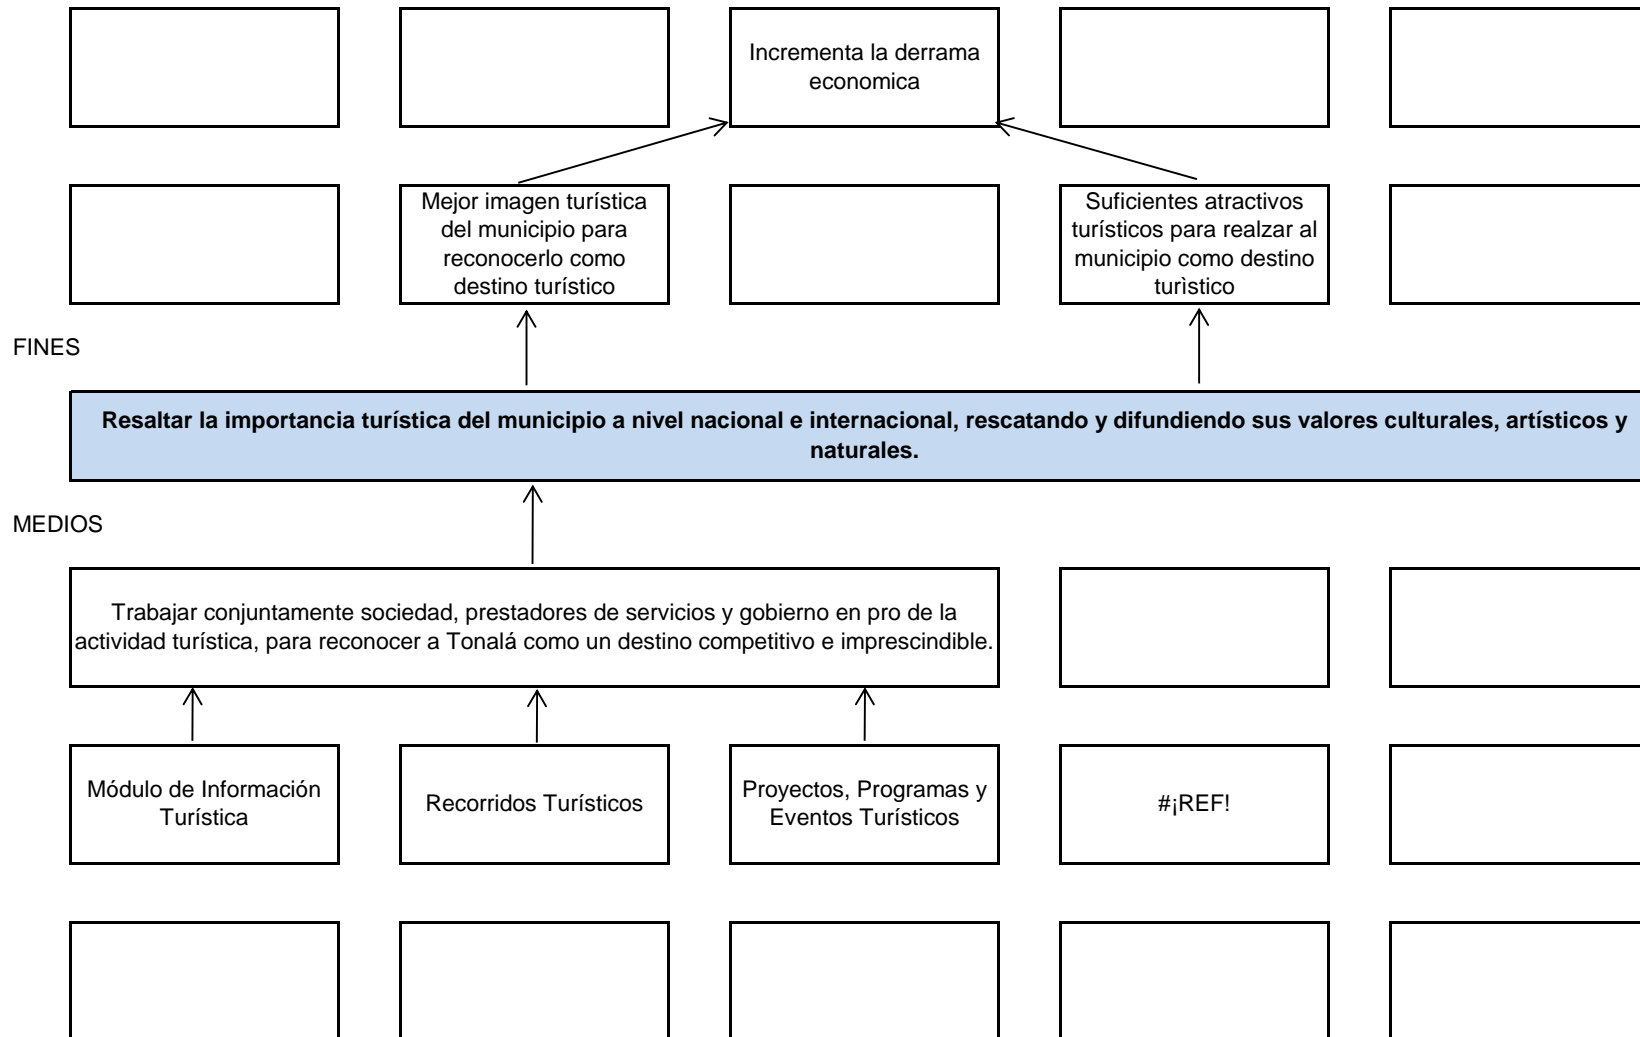 Incrementa la derrama
economica
Mejor imagen turística
del municipio para
reconocerlo como
destino turístico
Suficientes atractivos
turísticos para realzar al
municipio como destino
turìstico
FINES
Resaltar la importancia turística del municipio a nivel nacional e internacional, rescatando y difundiendo sus valores culturales, artísticos y
naturales.
MEDIOS
Trabajar conjuntamente sociedad, prestadores de servicios y gobierno en pro de la
actividad turística, para reconocer a Tonalá como un destino competitivo e imprescindible.
Módulo de Información
Turística
Recorridos Turísticos
Proyectos, Programas y
Eventos Turísticos
#¡REF!